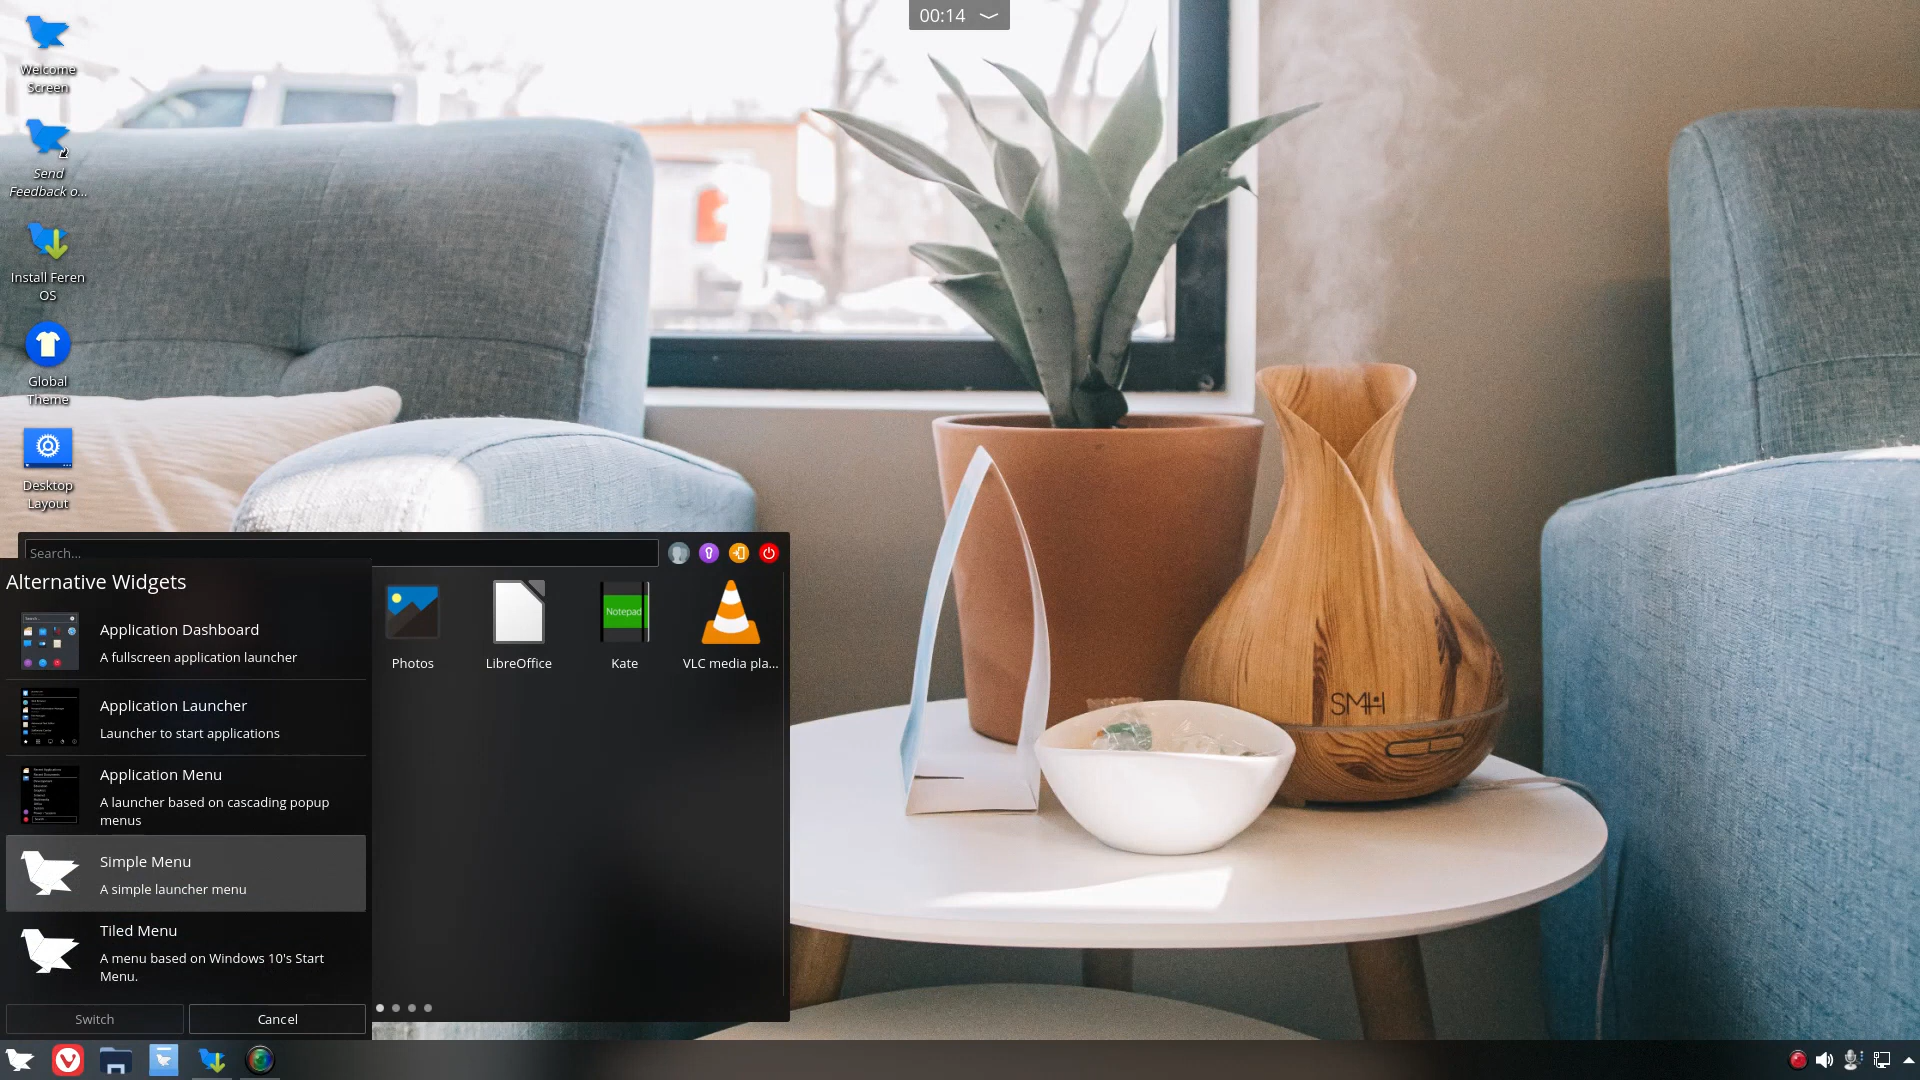 00:14
Welcome
Screen
Send
Feedback o...
Install Feren
OS
Global
Theme
Desktop
Layout
Search...
Alternative Widgets
Application Dashboard
A fullscreen application launcher
Application Launcher
Launcher to start applications
Application Menu
A launcher based on cascading popup
menus
Simple Menu
A simple launcher menu
Tiled Menu
A menu based on Windows 10's Start
Menu.
Switch
Cancel
Photos
LibreOffice
Notepad
Kate
VLC media pla...
SMHI